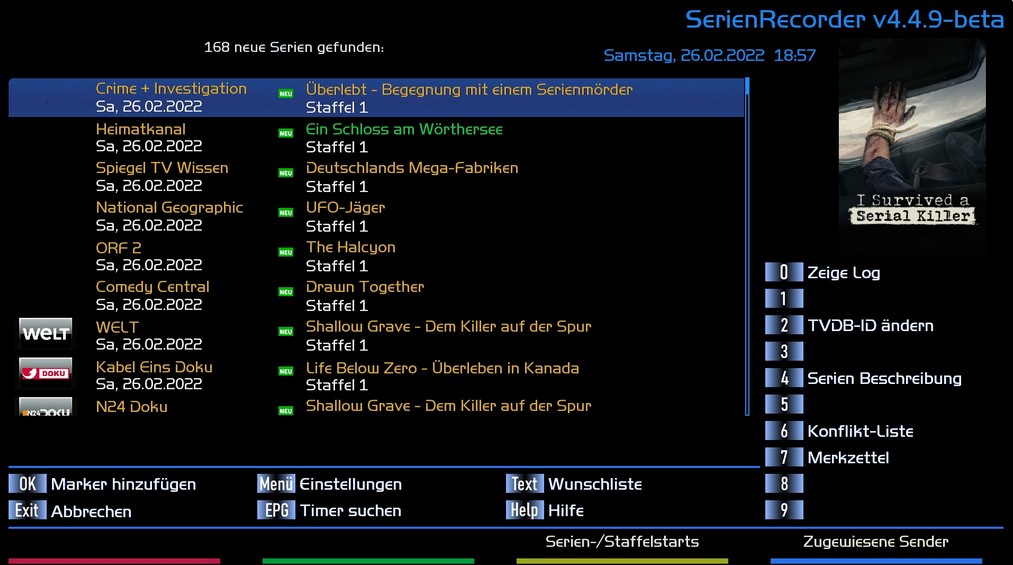 SerienRecorder v4.4.9-beta
168 neue Serien gefunden:
Samstag, 26.02.2022 18:57
Crime + Investigation NEU Überlebt - Begegnung mit einem Serienmörder
Sa, 26.02.2022 Staffel 1
Heimatkanal NEU Ein Schloss am Wörthersee
Sa, 26.02.2022 Staffel 1
Spiegel TV Wissen NEU Deutschlands Mega-Fabriken
Sa, 26.02.2022 Staffel 1
National Geographic NEU UFO-Jäger
Sa, 26.02.2022 Staffel 1
ORF 2 NEU The Halcyon
Sa, 26.02.2022 Staffel 1
Comedy Central NEU Drawn Together
Sa, 26.02.2022 Staffel 1
welt WELT NEU Shallow Grave - Dem Killer auf der Spur
Sa, 26.02.2022 Staffel 1
DOKU Kabel Eins Doku NEU Life Below Zero - Überleben in Kanada
Sa, 26.02.2022 Staffel 1
N24 DOKU N24 Doku NEU Shallow Grave - Dem Killer auf der Spur
I Survived a
Serial Killer
0 Zeige Log
1
2 TVDB-ID ändern
3
4 Serien Beschreibung
5
6 Konflikt-Liste
7 Merkzettel
8
9
OK Marker hinzufügen Menü Einstellungen Text Wunschliste
Exit Abbrechen EPG Timer suchen Help Hilfe
Serien-/Staffelstarts Zugewiesene Sender